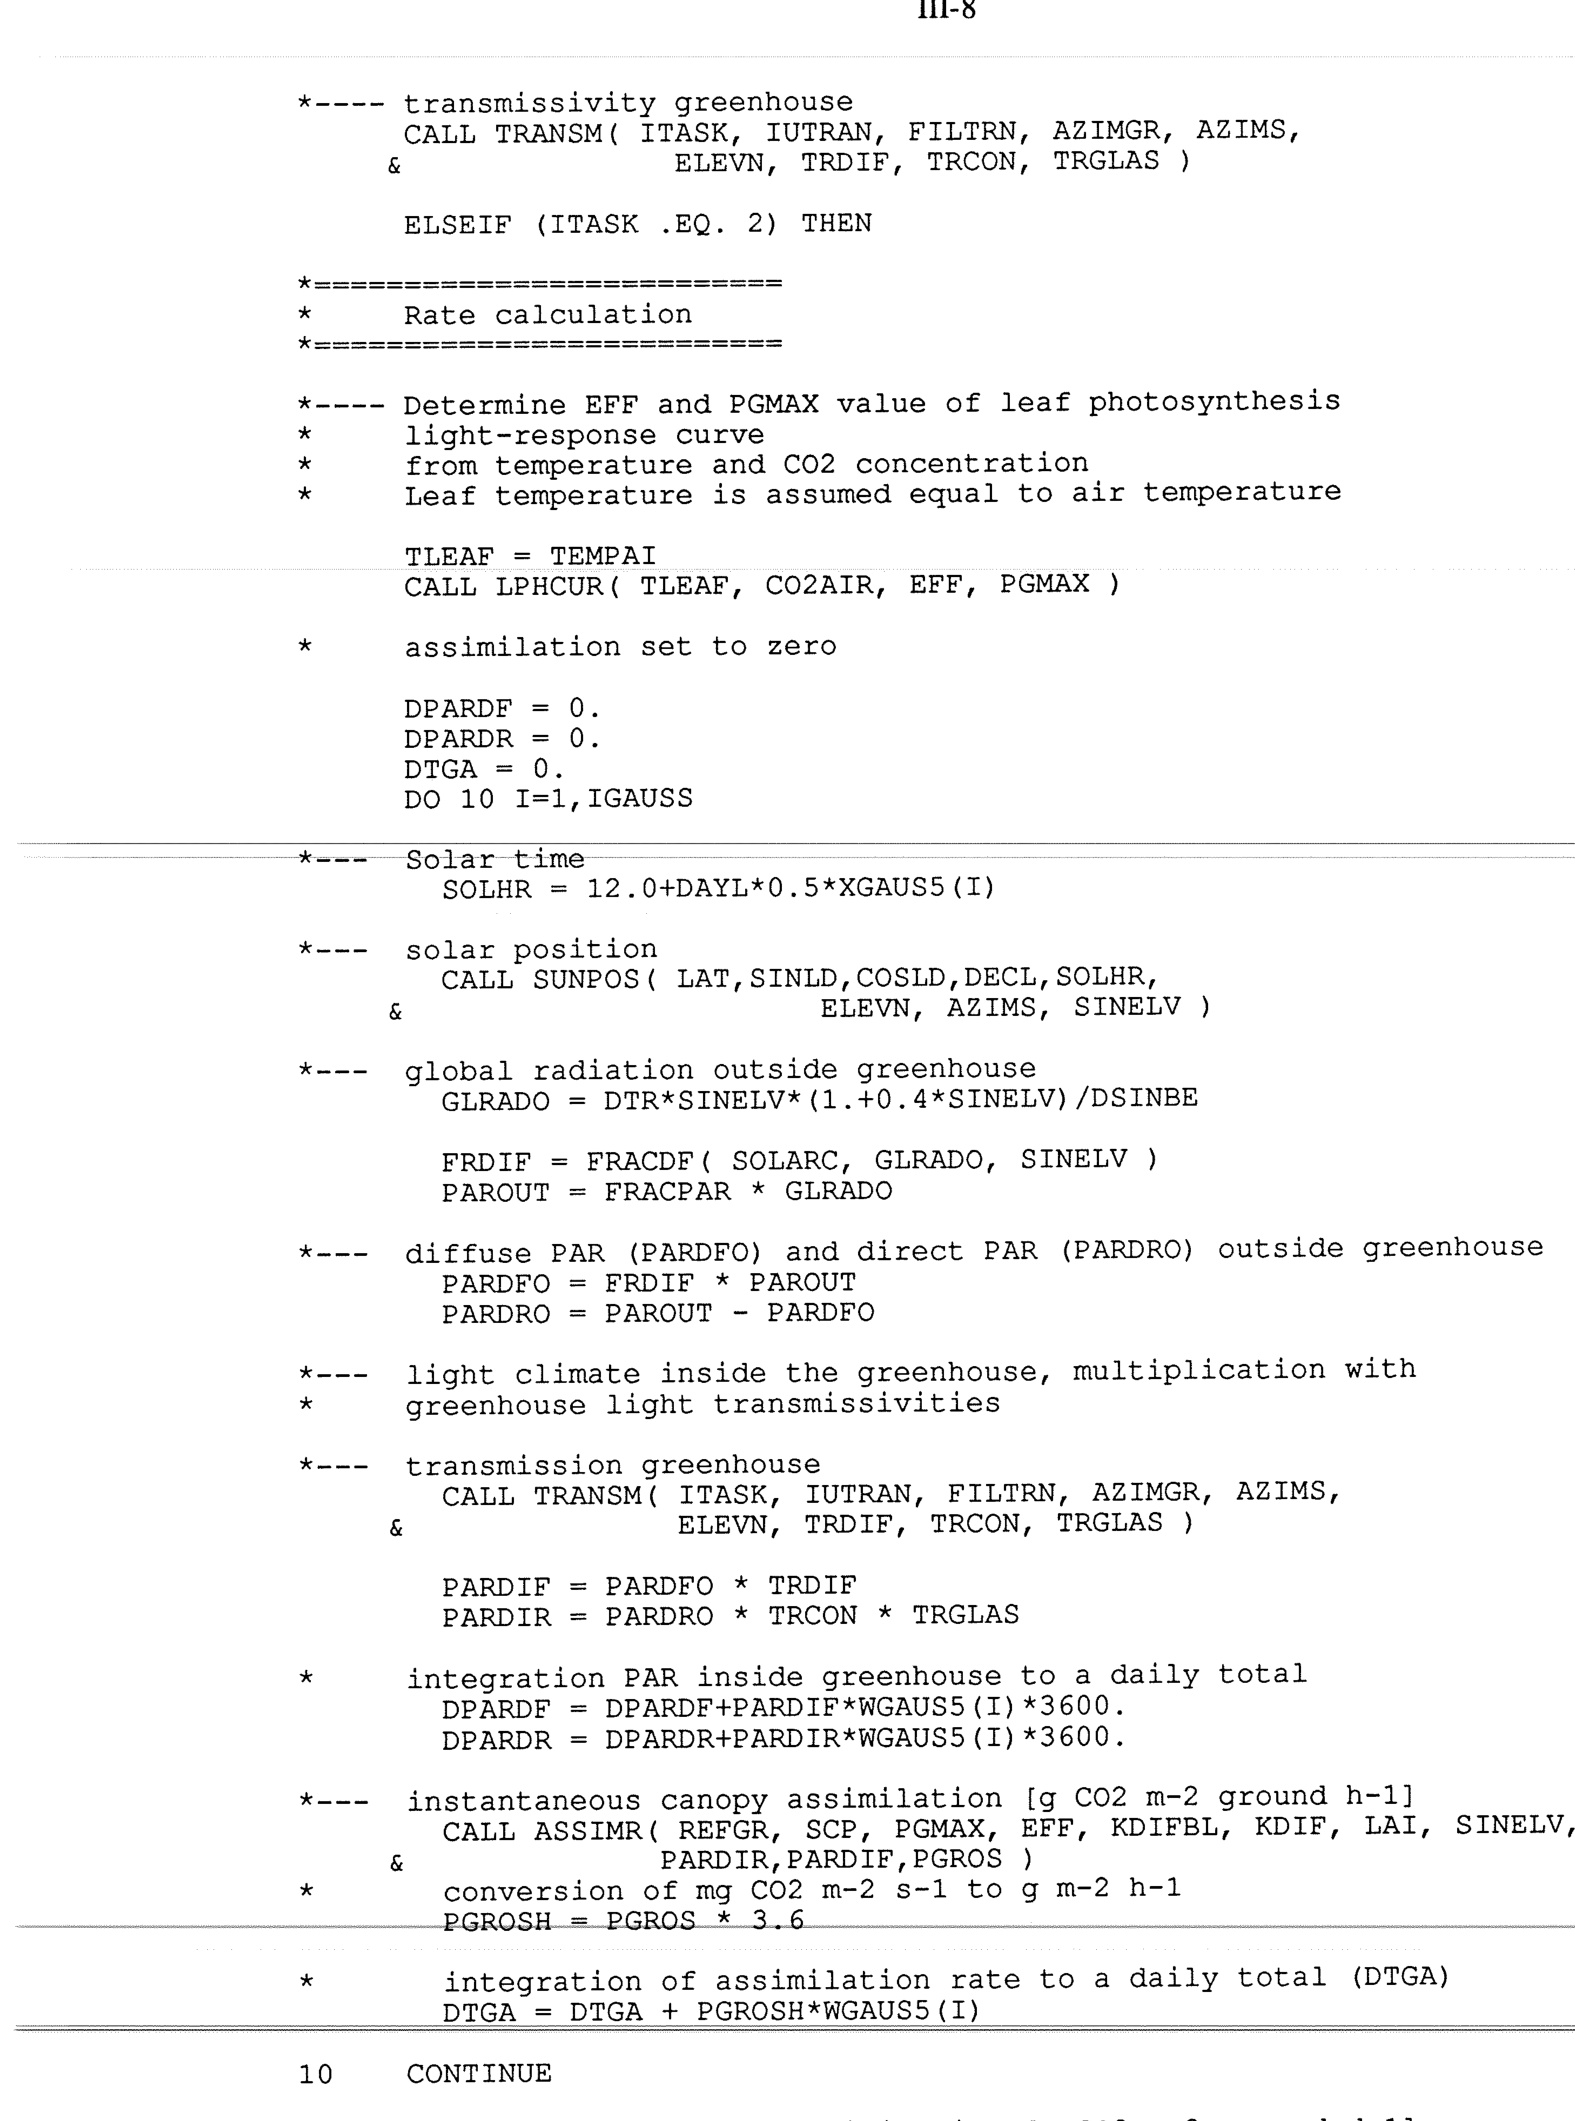 III-8
*---- transmissivity greenhouse
CALL TRANSM( ITASK, IUTRAN, FILTRN, AZIMGR, AZIMS,
& ELEVN, TRDIF, TRCON, TRGLAS )
ELSEIF (ITASK .EQ. 2) THEN
*==========================
* Rate calculation
*==========================
*---- Determine EFF and PGMAX value of leaf photosynthesis
* light-response curve
* from temperature and CO2 concentration
* Leaf temperature is assumed equal to air temperature
TLEAF = TEMPAI
CALL LPHCUR( TLEAF, CO2AIR, EFF, PGMAX )
* assimilation set to zero
DPARDF = 0.
DPARDR = 0.
DTGA = 0.
DO 10 I=1,IGAUSS
*--- Solar time
SOLHR = 12.0+DAYL*0.5*XGAUS5(I)
*--- solar position
CALL SUNPOS( LAT,SINLD,COSLD,DECL,SOLHR,
& ELEVN, AZIMS, SINELV )
*--- global radiation outside greenhouse
GLRADO = DTR*SINELV*(1.+0.4*SINELV)/DSINBE
FRDIF = FRACDF( SOLARC, GLRADO, SINELV )
PAROUT = FRACPAR * GLRADO
*--- diffuse PAR (PARDFO) and direct PAR (PARDRO) outside greenhouse
PARDFO = FRDIF * PAROUT
PARDRO = PAROUT - PARDFO
*--- light climate inside the greenhouse, multiplication with
* greenhouse light transmissivities
*--- transmission greenhouse
CALL TRANSM( ITASK, IUTRAN, FILTRN, AZIMGR, AZIMS,
& ELEVN, TRDIF, TRCON, TRGLAS )
PARDIF = PARDFO * TRDIF
PARDIR = PARDRO * TRCON * TRGLAS
* integration PAR inside greenhouse to a daily total
DPARDF = DPARDF+PARDIF*WGAUS5(I)*3600.
DPARDR = DPARDR+PARDIR*WGAUS5(I)*3600.
*--- instantaneous canopy assimilation [g CO2 m-2 ground h-1]
CALL ASSIMR( REFGR, SCP, PGMAX, EFF, KDIFBL, KDIF, LAI, SINELV,
& PARDIR,PARDIF,PGROS )
* conversion of mg CO2 m-2 s-1 to g m-2 h-1
PGROSH = PGROS * 3.6
* integration of assimilation rate to a daily total (DTGA)
DTGA = DTGA + PGROSH*WGAUS5(I)
10 CONTINUE